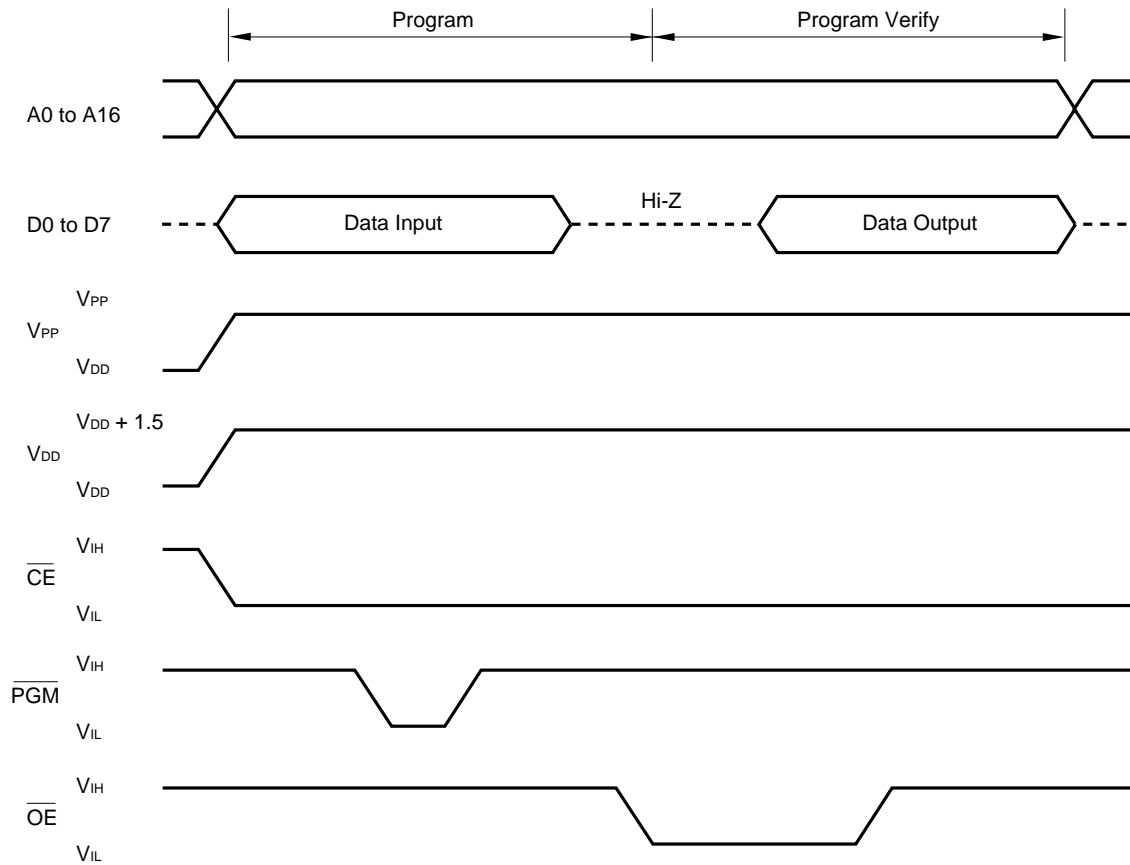 Program Program Verify
A0 to A16
D0 to D7 Data Input Hi-Z Data Output
VPP
VPP
VDD
VDD + 1.5
VDD
VDD
VIH
CE
VIL
VIH
PGM
VIL
VIH
OE
VIL